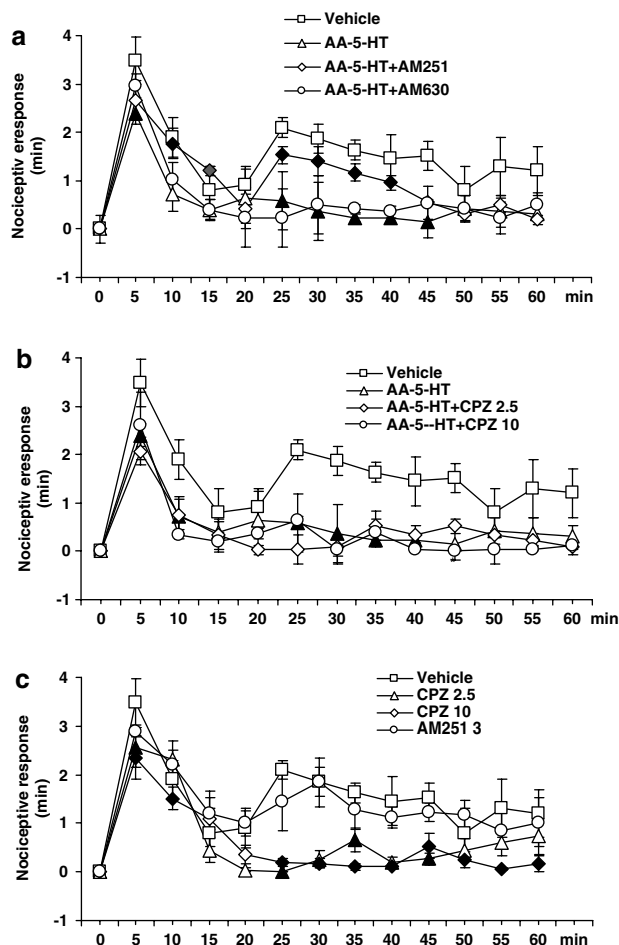 a
Vehicle
AA-5-HT
AA-5-HT+AM251
AA-5-HT+AM630
Nociceptiv eresponse
(min)
4
3
2
1
0
-1
0 5 10 15 20 25 30 35 40 45 50 55 60 min
b
Vehicle
AA-5-HT
AA-5-HT+CPZ 2.5
AA-5--HT+CPZ 10
Nociceptiv eresponse
(min)
4
3
2
1
0
-1
0 5 10 15 20 25 30 35 40 45 50 55 60 min
c
Vehicle
CPZ 2.5
CPZ 10
AM251 3
Nociceptive response
(min)
4
3
2
1
0
-1
0 5 10 15 20 25 30 35 40 45 50 55 60 min